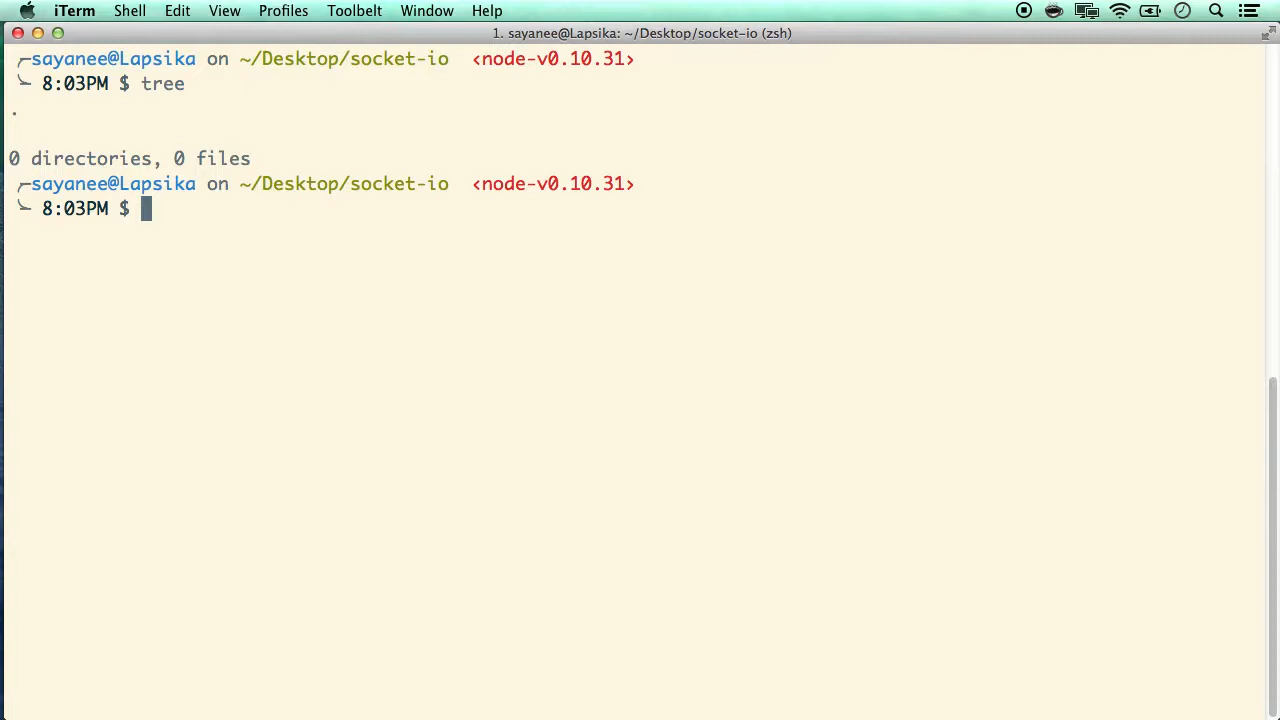 iTerm Shell Edit View Profiles Toolbelt Window Help
1. sayanee@Lapsika: ~/Desktop/socket-io (zsh)
╭─sayanee@Lapsika on ~/Desktop/socket-io ‹node-v0.10.31›
╰ 8:03PM $ tree
.
0 directories, 0 files
╭─sayanee@Lapsika on ~/Desktop/socket-io ‹node-v0.10.31›
╰ 8:03PM $